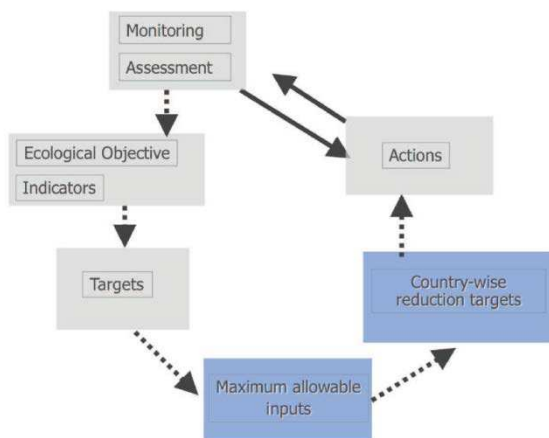 Monitoring
Assessment
Ecological Objective
Indicators
Actions
Targets
Country-wise
reduction targets
Maximum allowable
inputs